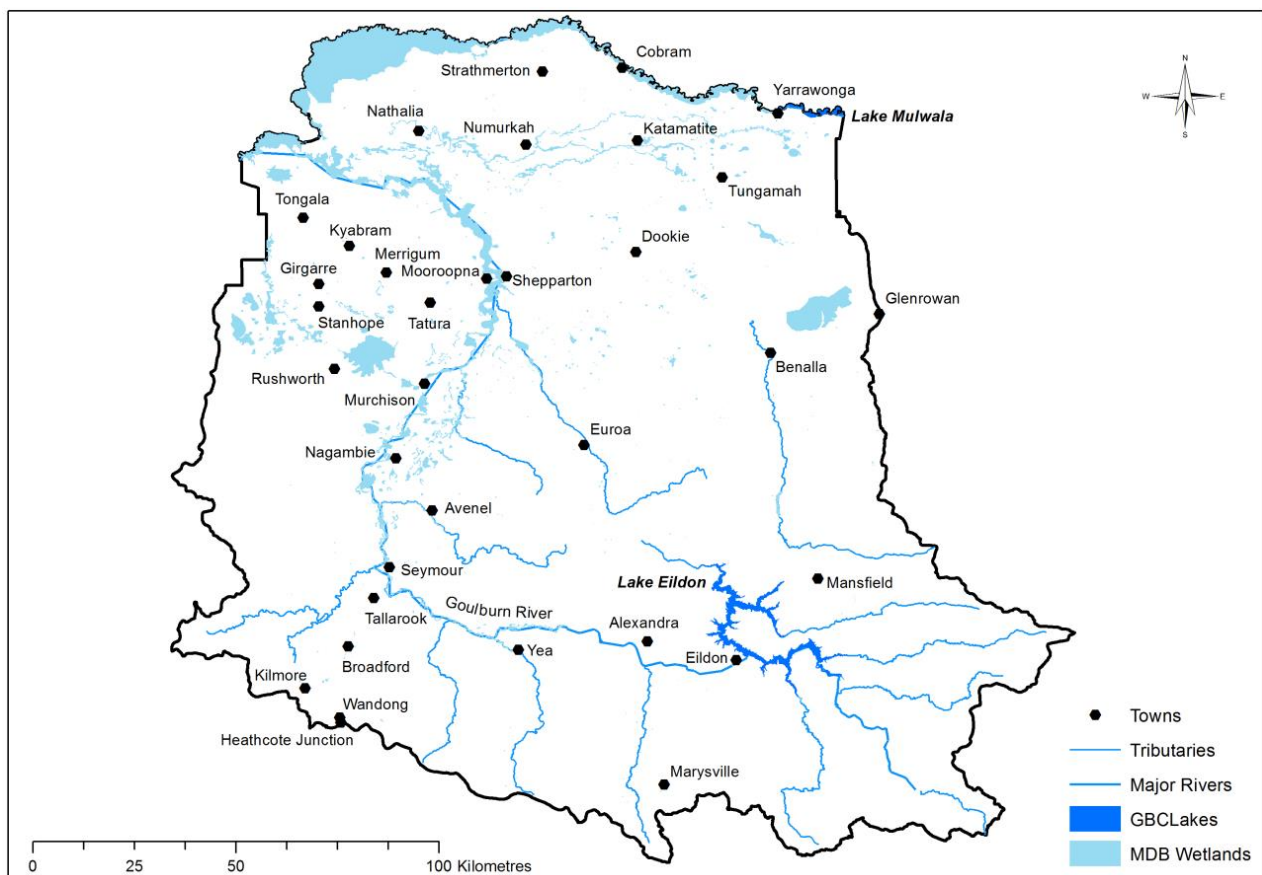 Cobram
Strathmerton
N
W E
S
Yarrawonga
Lake Mulwala
Nathalia
Numurkah
Katamatite
Tungamah
Tongala
Kyabram
Dookie
Merrigum
Girgarre
Mooroopna
Shepparton
Stanhope
Tatura
Glenrowan
Rushworth
Benalla
Murchison
Euroa
Nagambie
Avenel
Seymour
Lake Eildon
Mansfield
Tallarook
Goulburn River
Alexandra
Broadford
Yea
Eildon
Kilmore
Wandong
Heathcote Junction
Marysville
Towns
Tributaries
Major Rivers
GBCLakes
MDB Wetlands
0 25 50 100 Kilometres